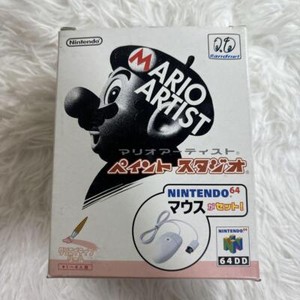 Nintendo
Randnet
MARIO
ARTIST
マリオアーティスト
ペイントスタジオ
NINTENDO64
マウスがセット!
NINTENDO64
64DD